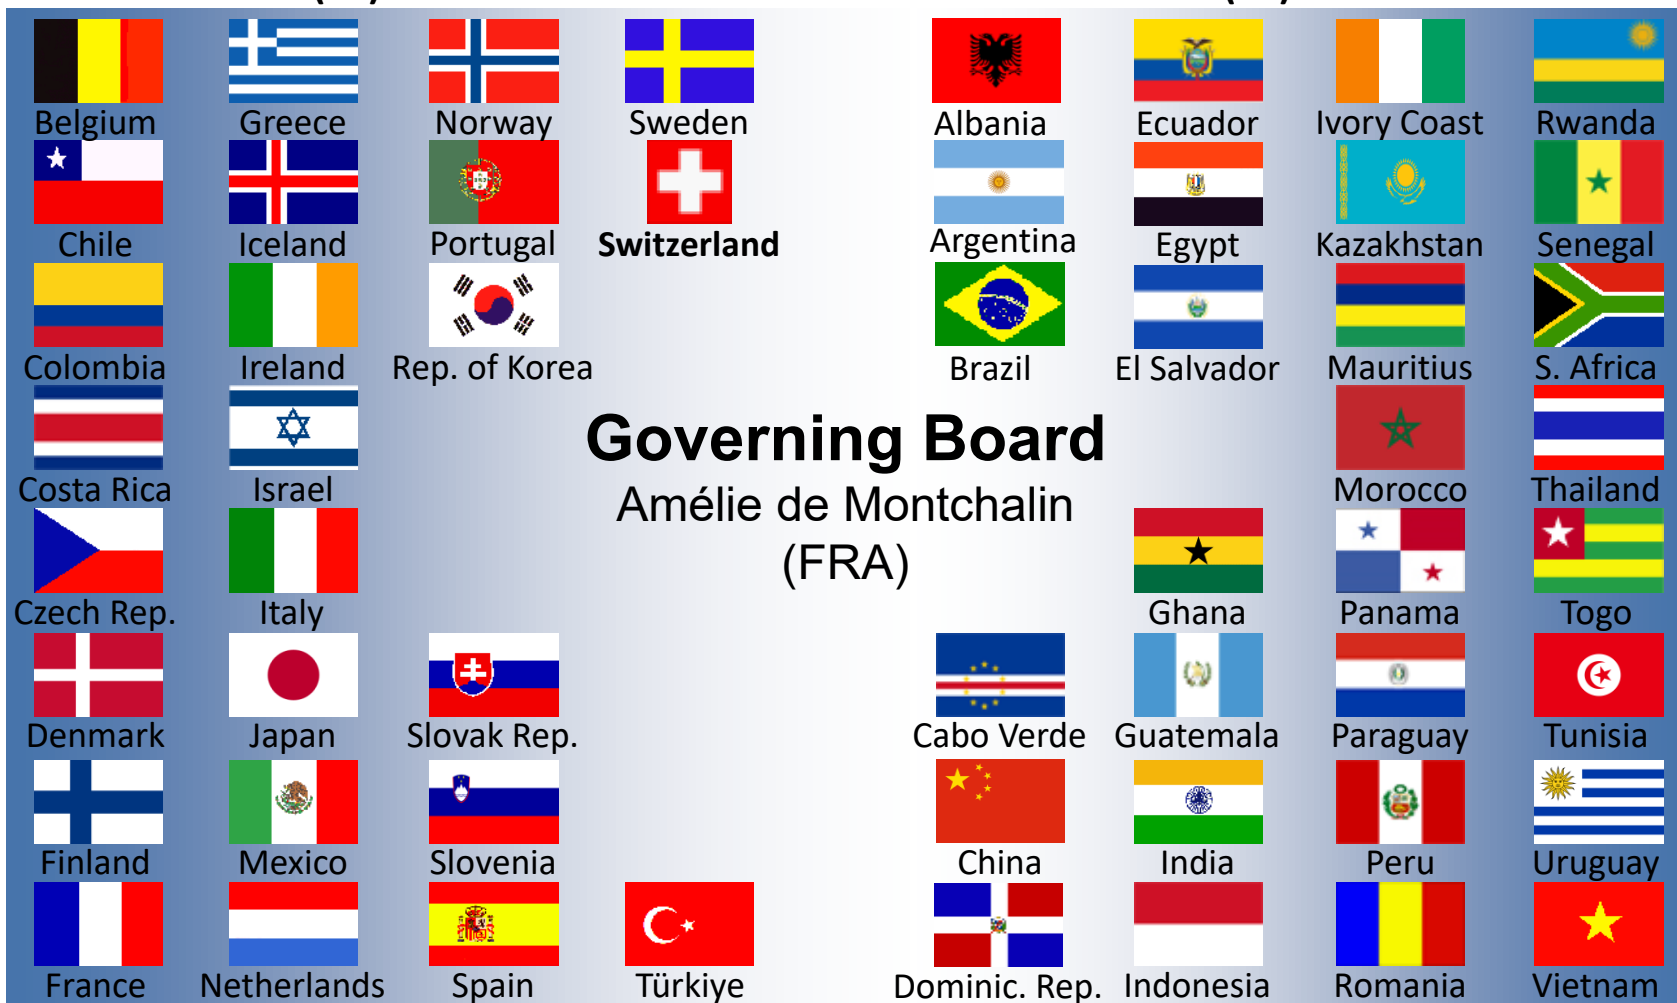 Belgium Greece Norway Sweden Albania Ecuador Ivory Coast Rwanda
Chile Iceland Portugal Switzerland Argentina Egypt Kazakhstan Senegal
Colombia Ireland Rep. of Korea Brazil El Salvador Mauritius S. Africa
Governing Board
Costa Rica Israel Morocco Thailand
Amélie de Montchalin
(FRA)
Czech Rep. Italy Ghana Panama Togo
Denmark Japan Slovak Rep. Cabo Verde Guatemala Paraguay Tunisia
Finland Mexico Slovenia China India Peru Uruguay
France Netherlands Spain Türkiye Dominic. Rep. Indonesia Romania Vietnam